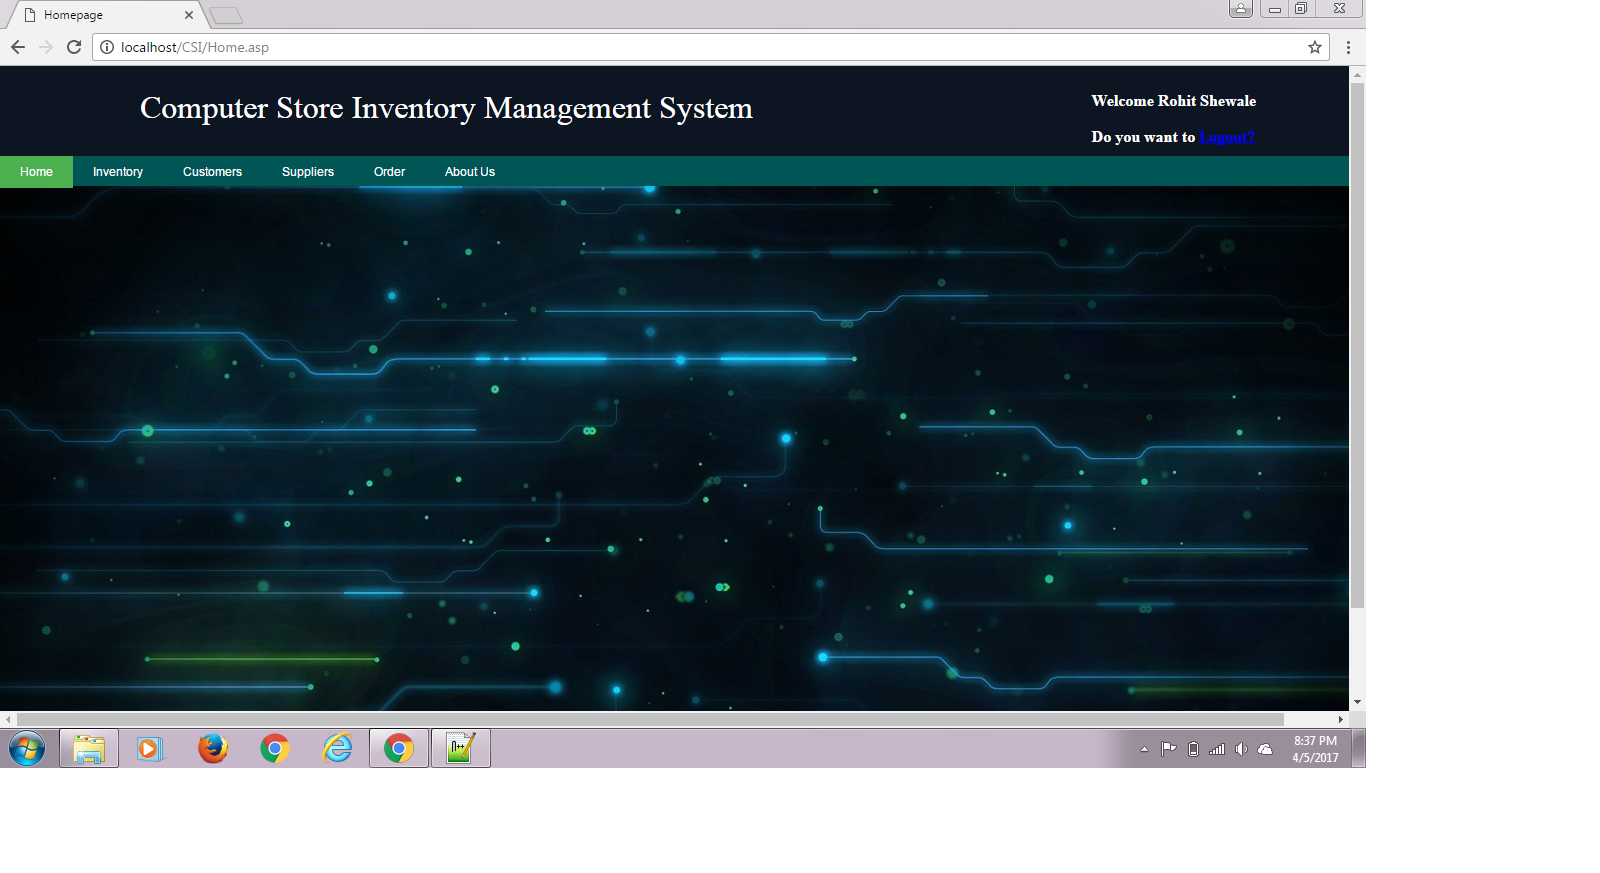 Homepage
localhost/CSI/Home.asp
Computer Store Inventory Management System
Welcome Rohit Shewale
Do you want to Logout?
Home Inventory Customers Suppliers Order About Us
8:37 PM
4/5/2017